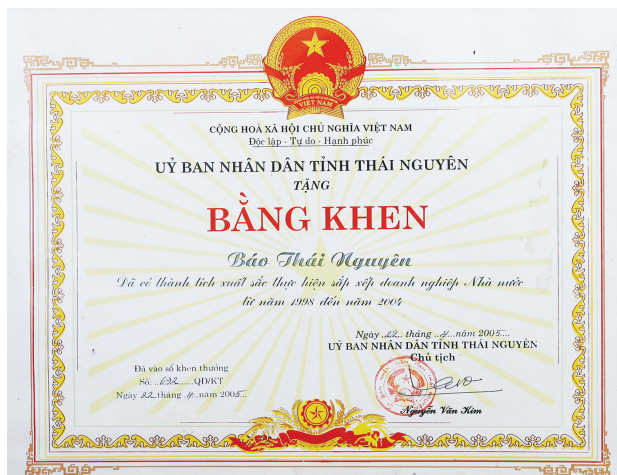 VIỆT NAM
CỘNG HOÀ XÃ HỘI CHỦ NGHĨA VIỆT NAM
Độc lập - Tự do - Hạnh phúc
UỶ BAN NHÂN DÂN TỈNH THÁI NGUYÊN
TẶNG
BẰNG KHEN
Báo Thái Nguyên
Đã có thành tích xuất sắc thực hiện sắp xếp doanh nghiệp Nhà nước
từ năm 1998 đến năm 2004
Ngày ..22.. tháng ..4..năm 2005....
UỶ BAN NHÂN DÂN TỈNH THÁI NGUYÊN
Chủ tịch
Đã vào sổ khen thưởng
Số: ..692......QĐ/KT
Ngày 22.tháng .4..năm 2005...
Nguyễn Văn Kim